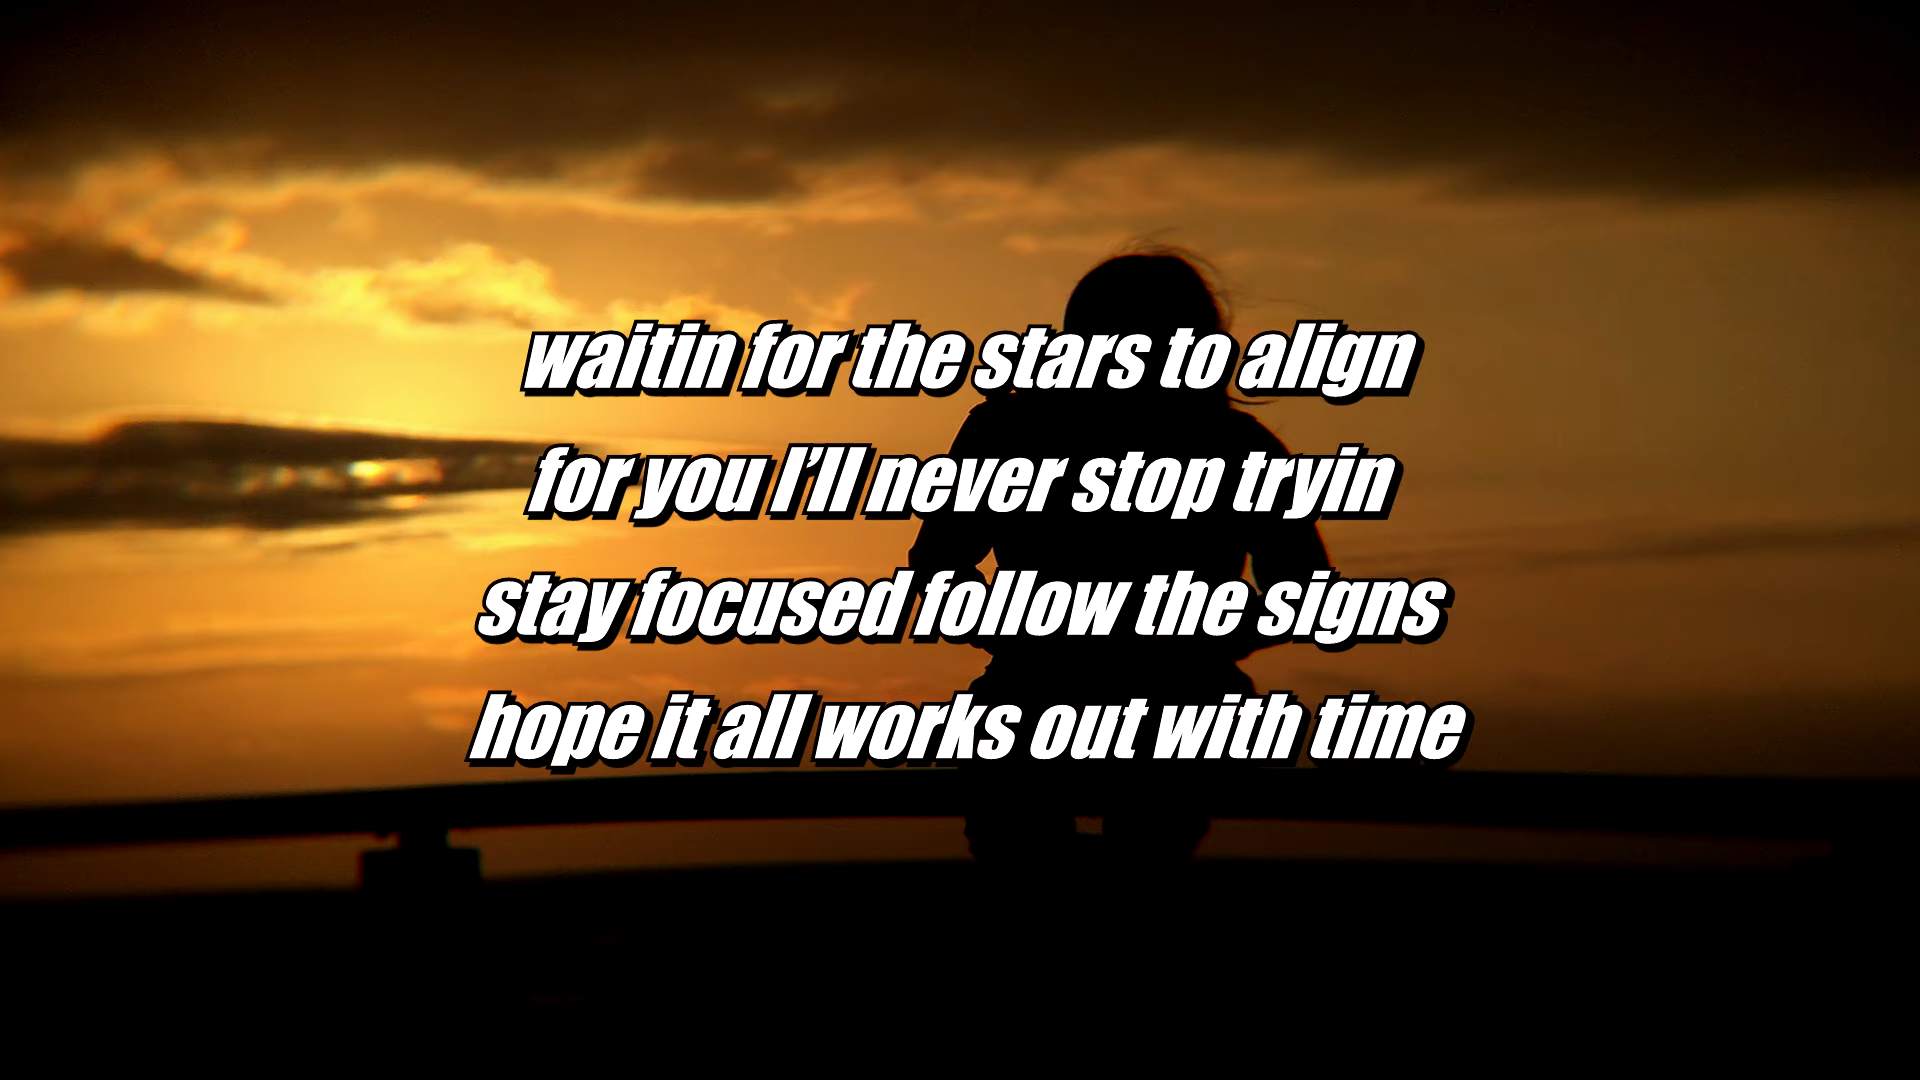 waitin for the stars to align
for you I’ll never stop tryin
stay focused follow the signs
hope it all works out with time